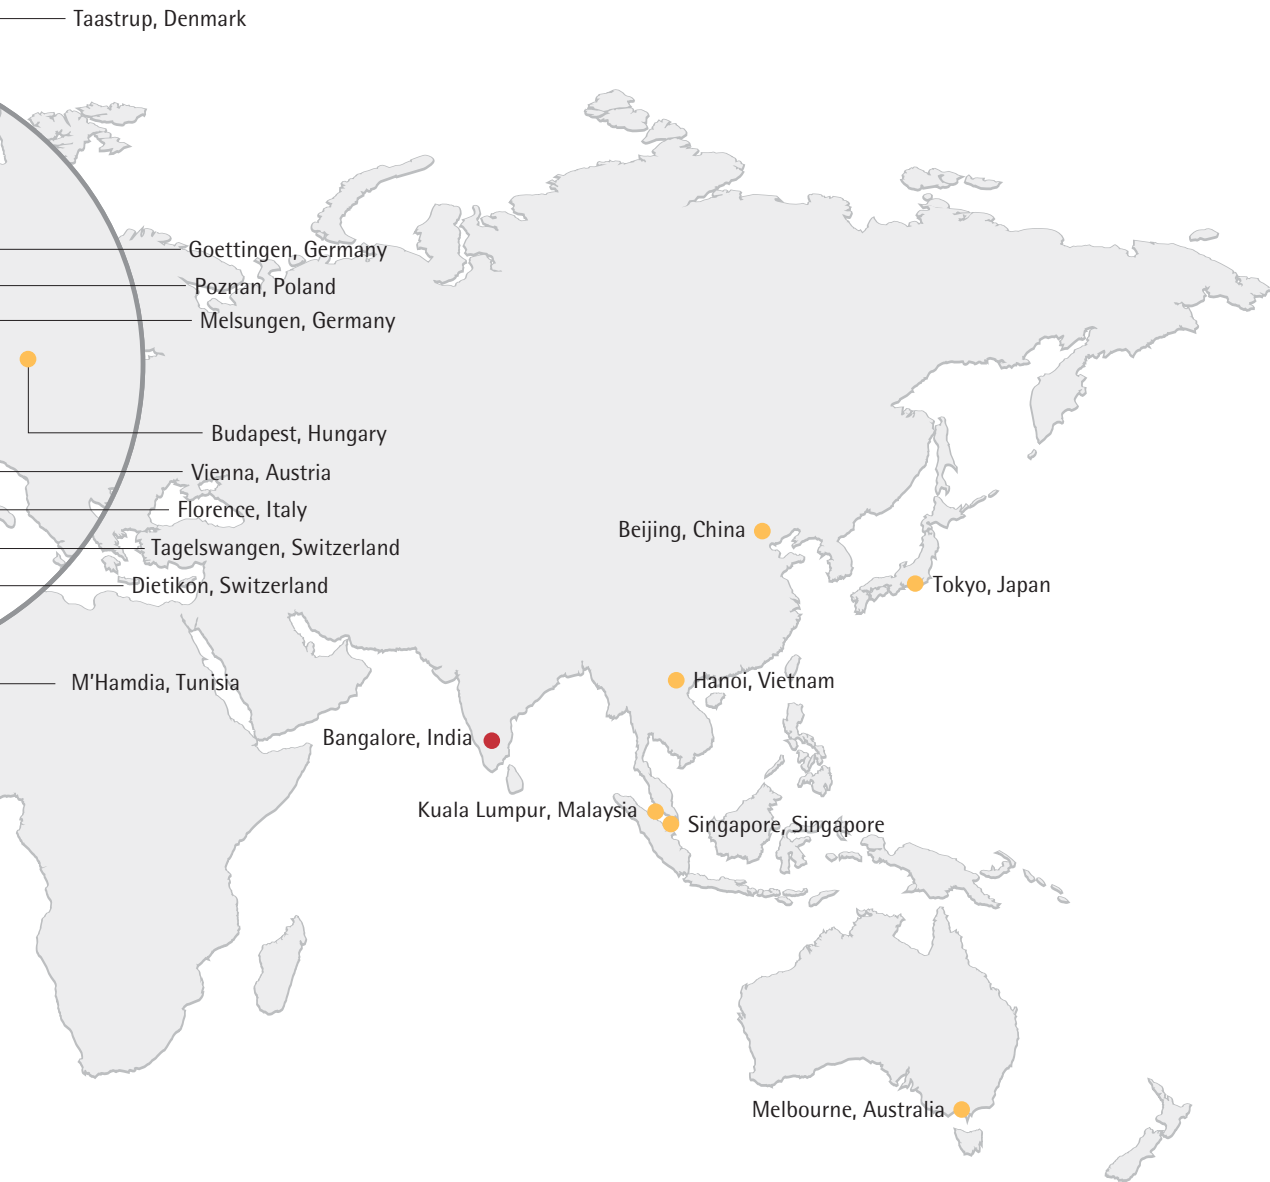 Taastrup, Denmark
Goettingen, Germany
Poznan, Poland
Melsungen, Germany
Budapest, Hungary
Vienna, Austria
Florence, Italy
Beijing, China
Tagelswangen, Switzerland
Dietikon, Switzerland
Tokyo, Japan
M'Hamdia, Tunisia
Hanoi, Vietnam
Bangalore, India
Kuala Lumpur, Malaysia
Singapore, Singapore
Melbourne, Australia